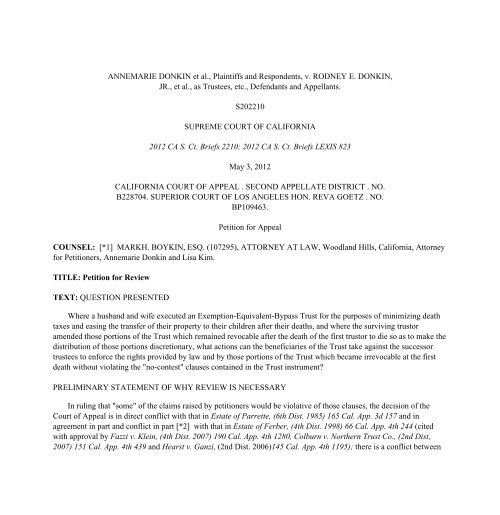 ANNEMARIE DONKIN et al., Plaintiffs and Respondents, v. RODNEY E. DONKIN,
JR., et al., as Trustees, etc., Defendants and Appellants.
S202210
SUPREME COURT OF CALIFORNIA
2012 CA S. Ct. Briefs 2210; 2012 CA S. Ct. Briefs LEXIS 823
May 3, 2012
CALIFORNIA COURT OF APPEAL . SECOND APPELLATE DISTRICT . NO.
B228704. SUPERIOR COURT OF LOS ANGELES HON. REVA GOETZ . NO.
BP109463.
Petition for Appeal
COUNSEL: [*1] MARKH. BOYKIN, ESQ. (107295), ATTORNEY AT LAW, Woodland Hills, California, Attorney
for Petitioners, Annemarie Donkin and Lisa Kim.
TITLE: Petition for Review
TEXT: QUESTION PRESENTED
Where a husband and wife executed an Exemption-Equivalent-Bypass Trust for the purposes of minimizing death
taxes and easing the transfer of their property to their children after their deaths, and where the surviving trustor
amended those portions of the Trust which remained revocable after the death of the first trustor to die so as to make the
distribution of those portions discretionary, what actions can the beneficiaries of the Trust take against the successor
trustees to enforce the rights provided by law and by those portions of the Trust which became irrevocable at the first
death without violating the "no-contest" clauses contained in the Trust instrument?
PRELIMINARY STATEMENT OF WHY REVIEW IS NECESSARY
In ruling that "some" of the claims raised by petitioners would be violative of those clauses, the decision of the
Court of Appeal is in direct conflict with that in Estate of Parrette, (6th Dist. 1985) 165 Cal. App. 3d 157 and in
agreement in part and conflict in part [*2] with that in Estate of Ferber, (4th Dist. 1998) 66 Cal. App. 4th 244 (cited
with approval by Fazzi v. Klein, (4th Dist. 2007) 190 Cal. App. 4th 1280, Colburn v. Northern Trust Co., (2nd Dist,
2007) 151 Cal. App. 4th 439 and Hearst v. Ganzi, (2nd Dist. 2006)145 Cal. App. 4th 1195); there is a conflict between